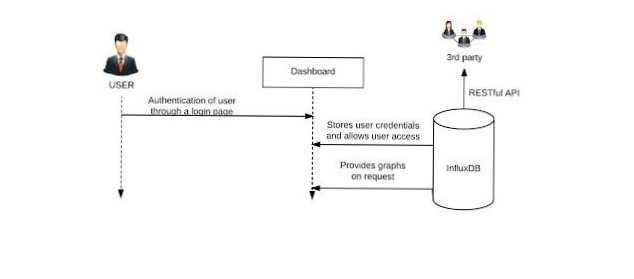 3rd party
Dashboard
USER
RESTful API
Authentication of user
through a login page
Stores user credentials
and allows user access
Provides graphs
on request
InfluxDB